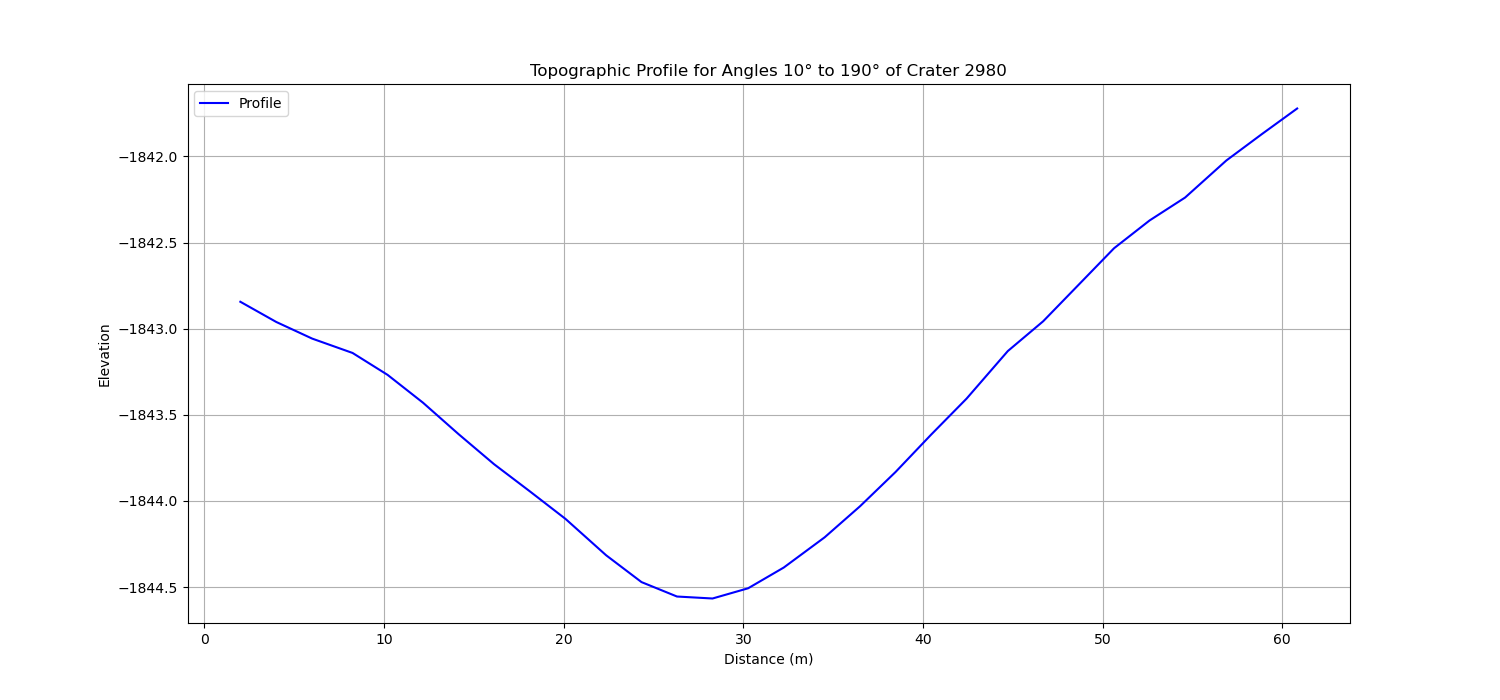 Topographic Profile for Angles 10° to 190° of Crater 2980
Profile
−1842.0
−1842.5
−1843.0
−1843.5
−1844.0
−1844.5
Elevation
0 10 20 30 40 50 60
Distance (m)